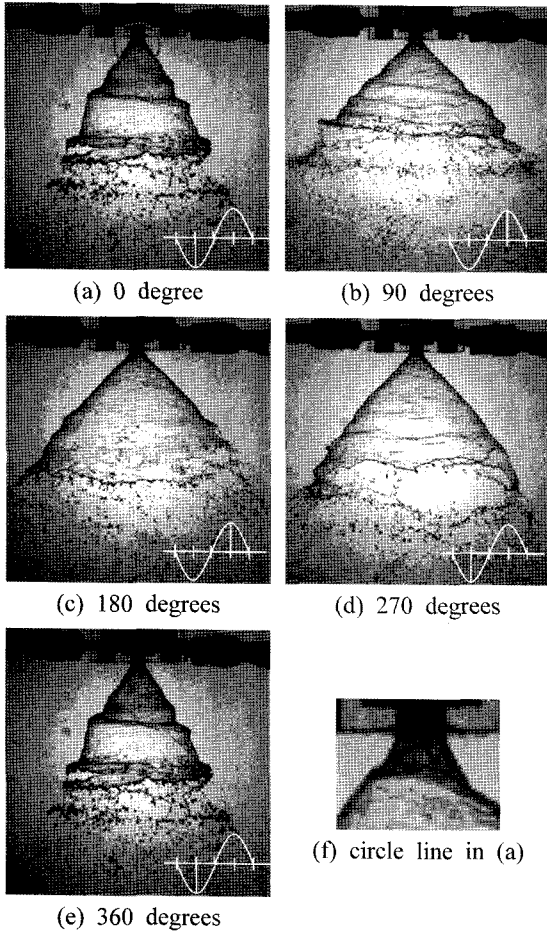 (a) 0 degree
(b) 90 degrees
(c) 180 degrees
(d) 270 degrees
(e) 360 degrees
(f) circle line in (a)